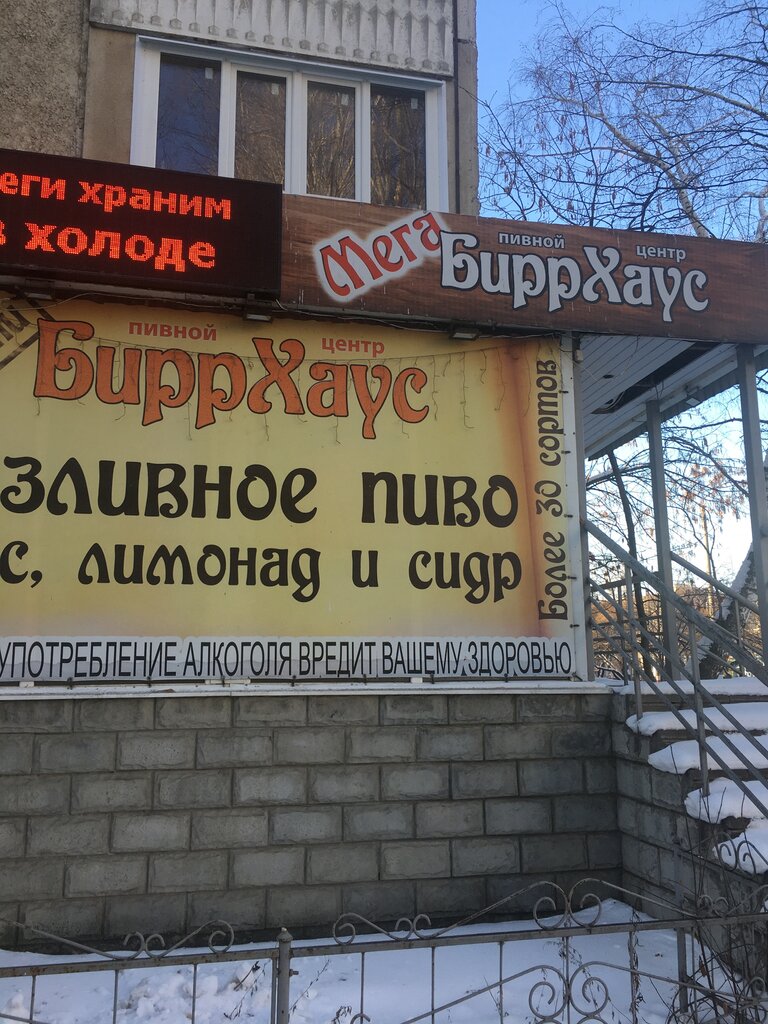 еги храним
в холоде
Мега
пивной центр
БиррХаус
пивной центр
БиррХаус
зливное пиво
с, лимонад и сидр
Более 30 сортов
УПОТРЕБЛЕНИЕ АЛКОГОЛЯ ВРЕДИТ ВАШЕМУ ЗДОРОВЬЮ